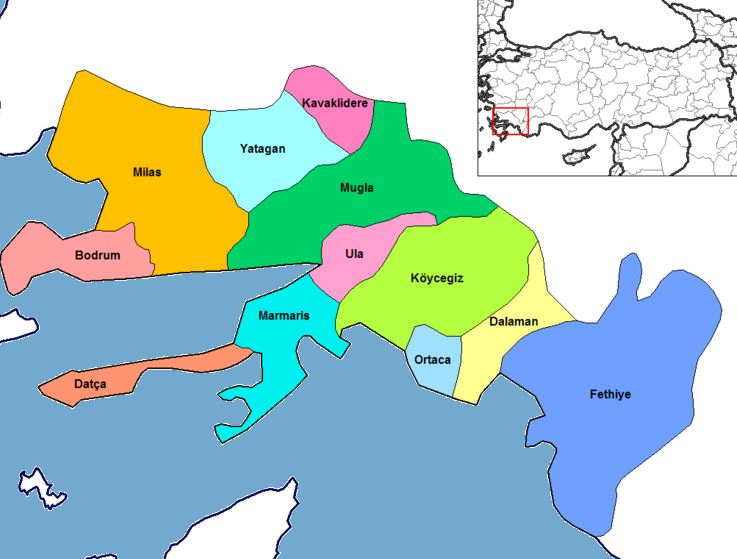 Kavaklidere
Yatagan
Milas
Mugla
Bodrum
Ula
Köycegiz
Marmaris
Dalaman
Ortaca
Datça
Fethiye